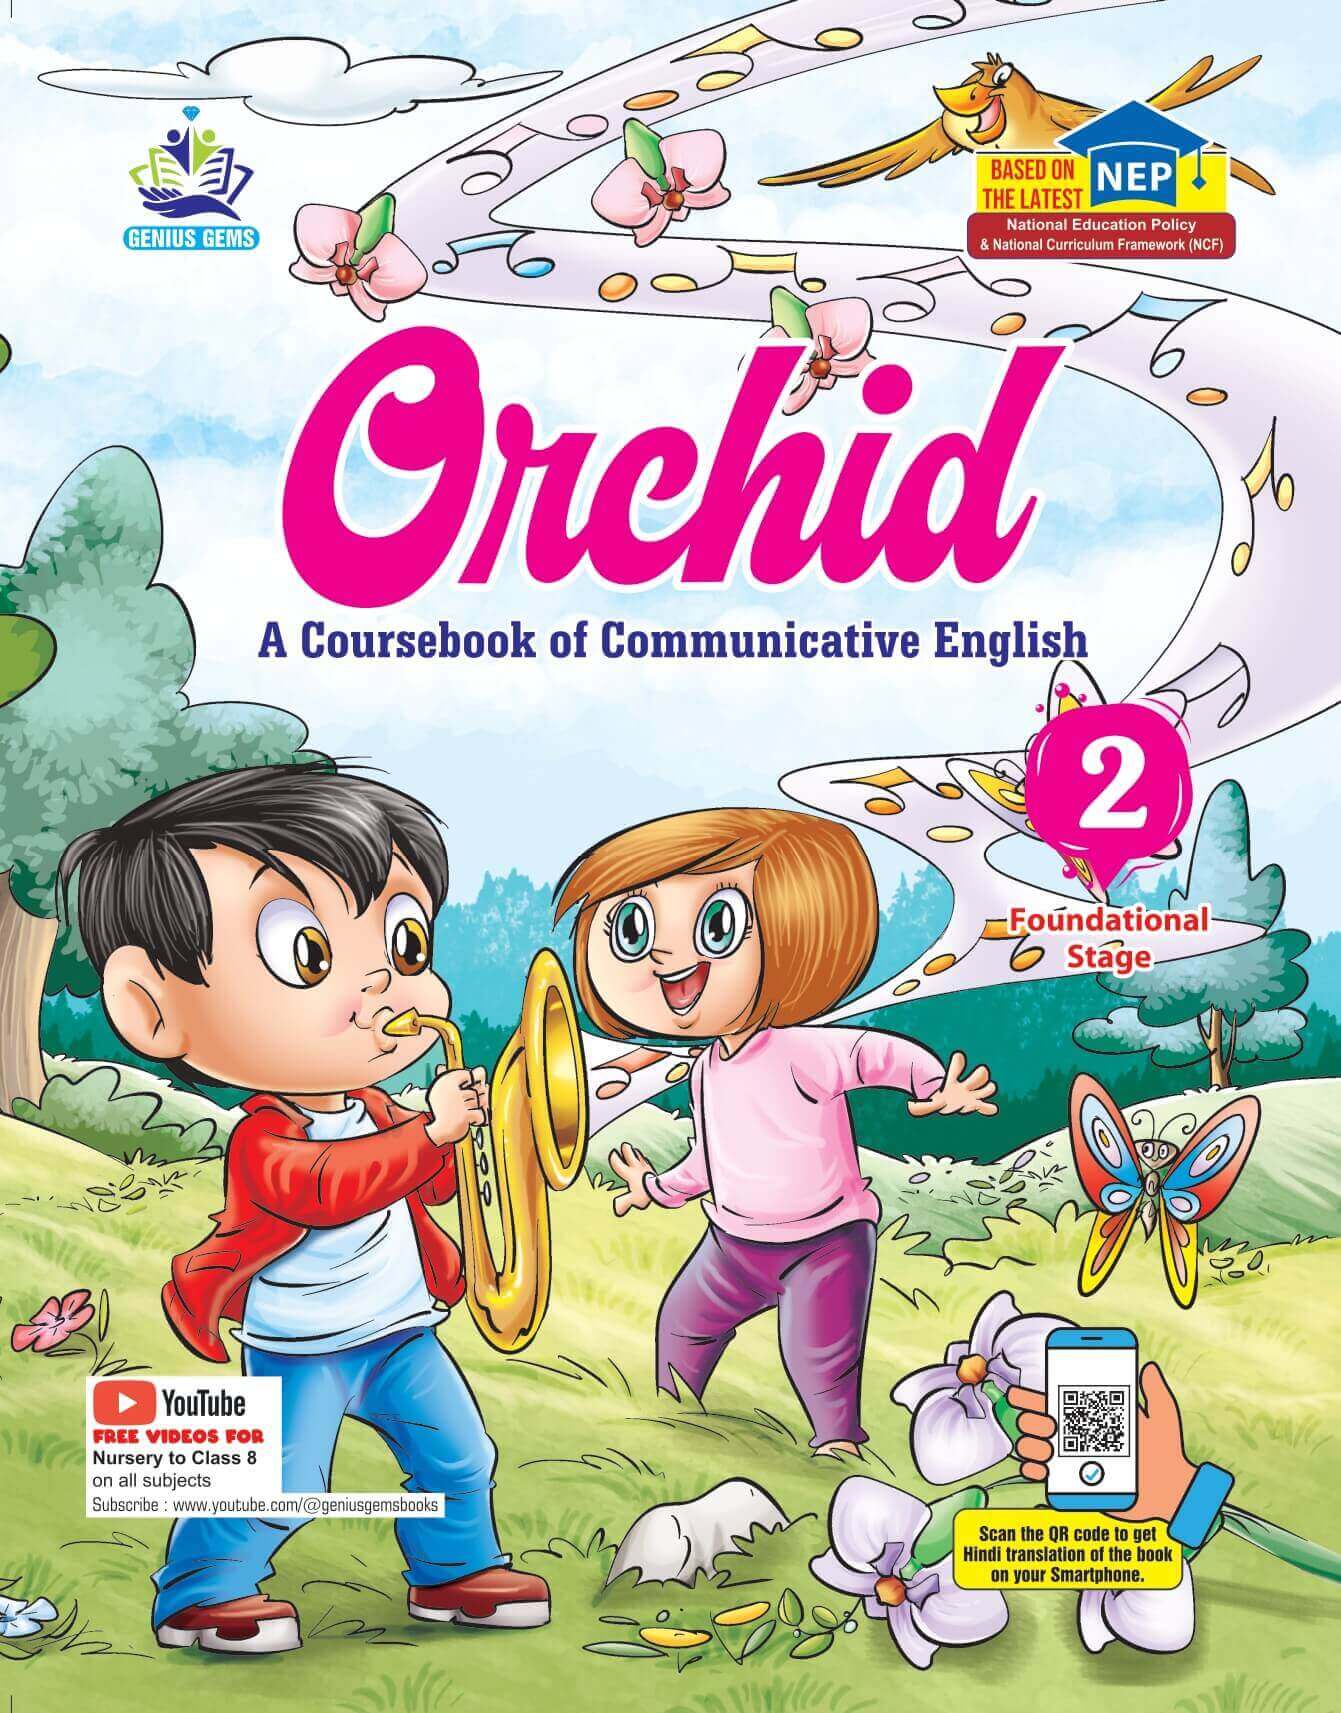 GENIUS GEMS
BASED ON
THE LATEST
NEP
National Education Policy
& National Curriculum Framework (NCF)
Orchid
A Coursebook of Communicative English
2
Foundational
Stage
YouTube
FREE VIDEOS FOR
Nursery to Class 8
on all subjects
Subscribe : www.youtube.com/@geniusgemsbooks
Scan the QR code to get
Hindi translation of the book
on your Smartphone.